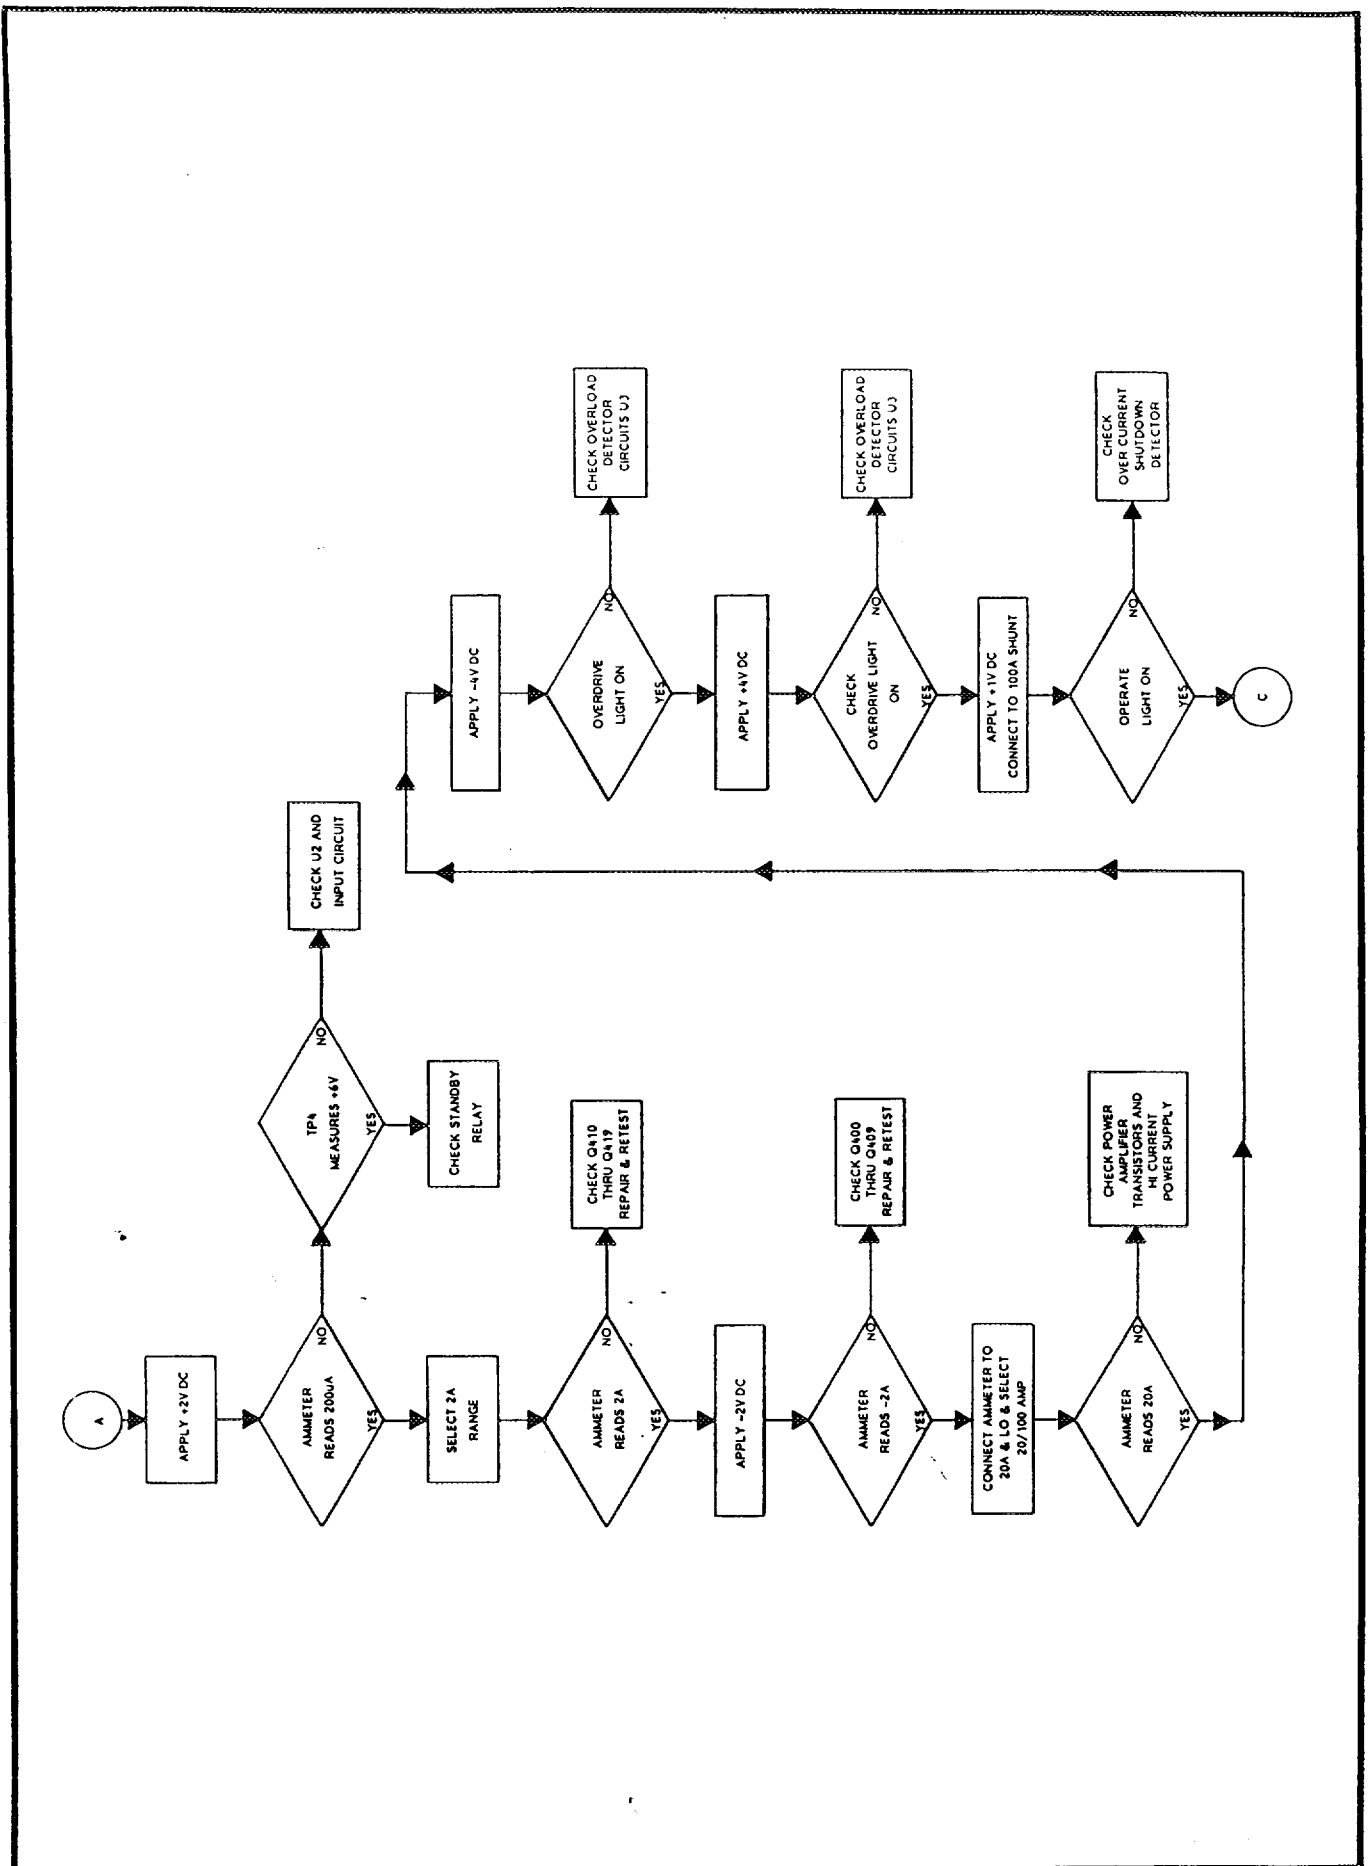 A
APPLY +2V DC
AMMETER
READS 200uA
NO
YES
TP4
MEASURES +6V
NO
YES
CHECK U2 AND
INPUT CIRCUIT
CHECK STANDBY
RELAY
SELECT 2A
RANGE
AMMETER
READS 2A
NO
YES
CHECK Q410
THRU Q419
REPAIR & RETEST
APPLY -2V DC
AMMETER
READS -2A
NO
YES
CHECK Q400
THRU Q409
REPAIR & RETEST
CONNECT AMMETER TO
20A & LO & SELECT
20/100 AMP
AMMETER
READS 20A
NO
YES
CHECK POWER
AMPLIFIER
TRANSISTORS AND
HI CURRENT
POWER SUPPLY
APPLY -4V DC
OVERDRIVE
LIGHT ON
NO
YES
CHECK OVERLOAD
DETECTOR
CIRCUITS U3
APPLY +4V DC
CHECK
OVERDRIVE LIGHT
ON
NO
YES
CHECK OVERLOAD
DETECTOR
CIRCUITS U3
APPLY +1V DC
CONNECT TO 100A SHUNT
OPERATE
LIGHT ON
NO
YES
CHECK
OVER CURRENT
SHUTDOWN
DETECTOR
C